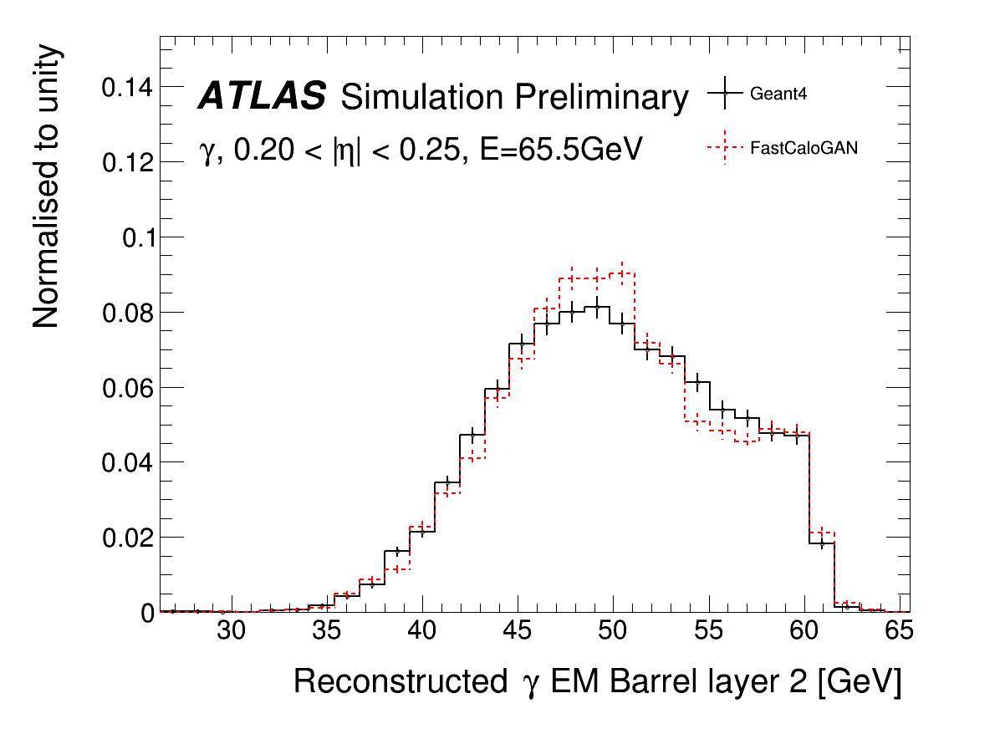 Normalised to unity
ATLAS Simulation Preliminary
γ, 0.20 < |η| < 0.25, E=65.5GeV
Geant4
FastCaloGAN
0.14
0.12
0.1
0.08
0.06
0.04
0.02
0
30 35 40 45 50 55 60 65
Reconstructed γ EM Barrel layer 2 [GeV]